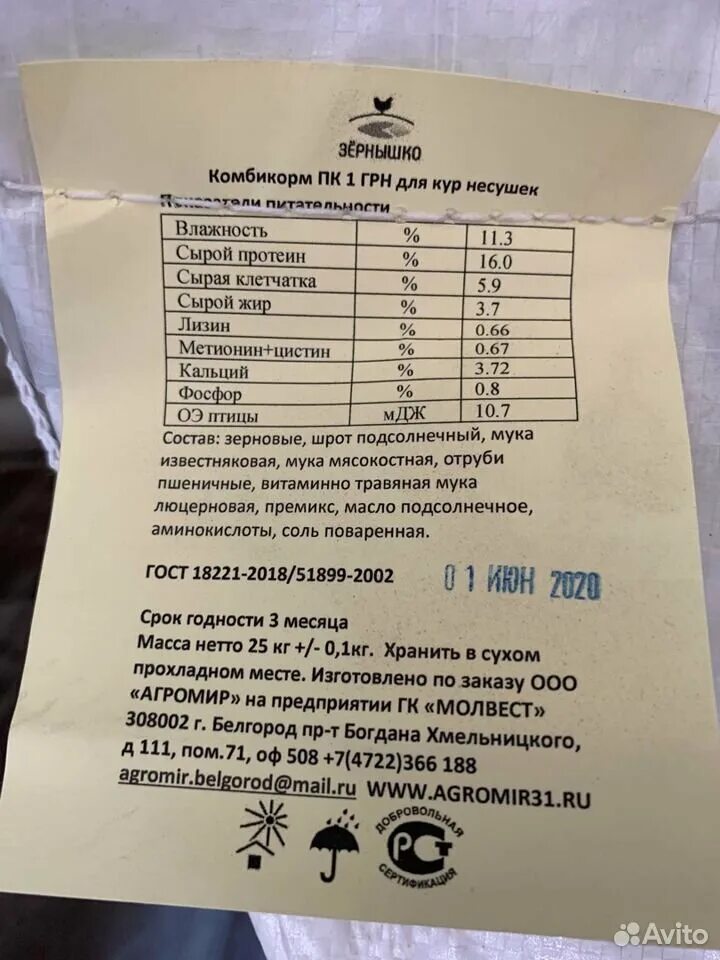 ЗЁРНЫШКО
Комбикорм ПК 1 ГРН для кур несушек
Показатели питательности
Влажность % 11.3
Сырой протеин % 16.0
Сырая клетчатка % 5.9
Сырой жир % 3.7
Лизин % 0.66
Метионин+цистин % 0.67
Кальций % 3.72
Фосфор % 0.8
ОЭ птицы мДЖ 10.7
Состав: зерновые, шрот подсолнечный, мука
известняковая, мука мясокостная, отруби
пшеничные, витаминно травяная мука
люцерновая, премикс, масло подсолнечное,
аминокислоты, соль поваренная.
ГОСТ 18221-2018/51899-2002 01 ИЮН 2020
Срок годности 3 месяца
Масса нетто 25 кг +/- 0,1кг. Хранить в сухом
прохладном месте. Изготовлено по заказу ООО
«АГРОМИР» на предприятии ГК «МОЛВЕСТ»
308002 г. Белгород пр-т Богдана Хмельницкого,
д 111, пом.71, оф 508 +7(4722)366 188
agromir.belgorod@mail.ru WWW.AGROMIR31.RU
ДОБРОВОЛЬНАЯ
РСТ
СЕРТИФИКАЦИЯ
Avito